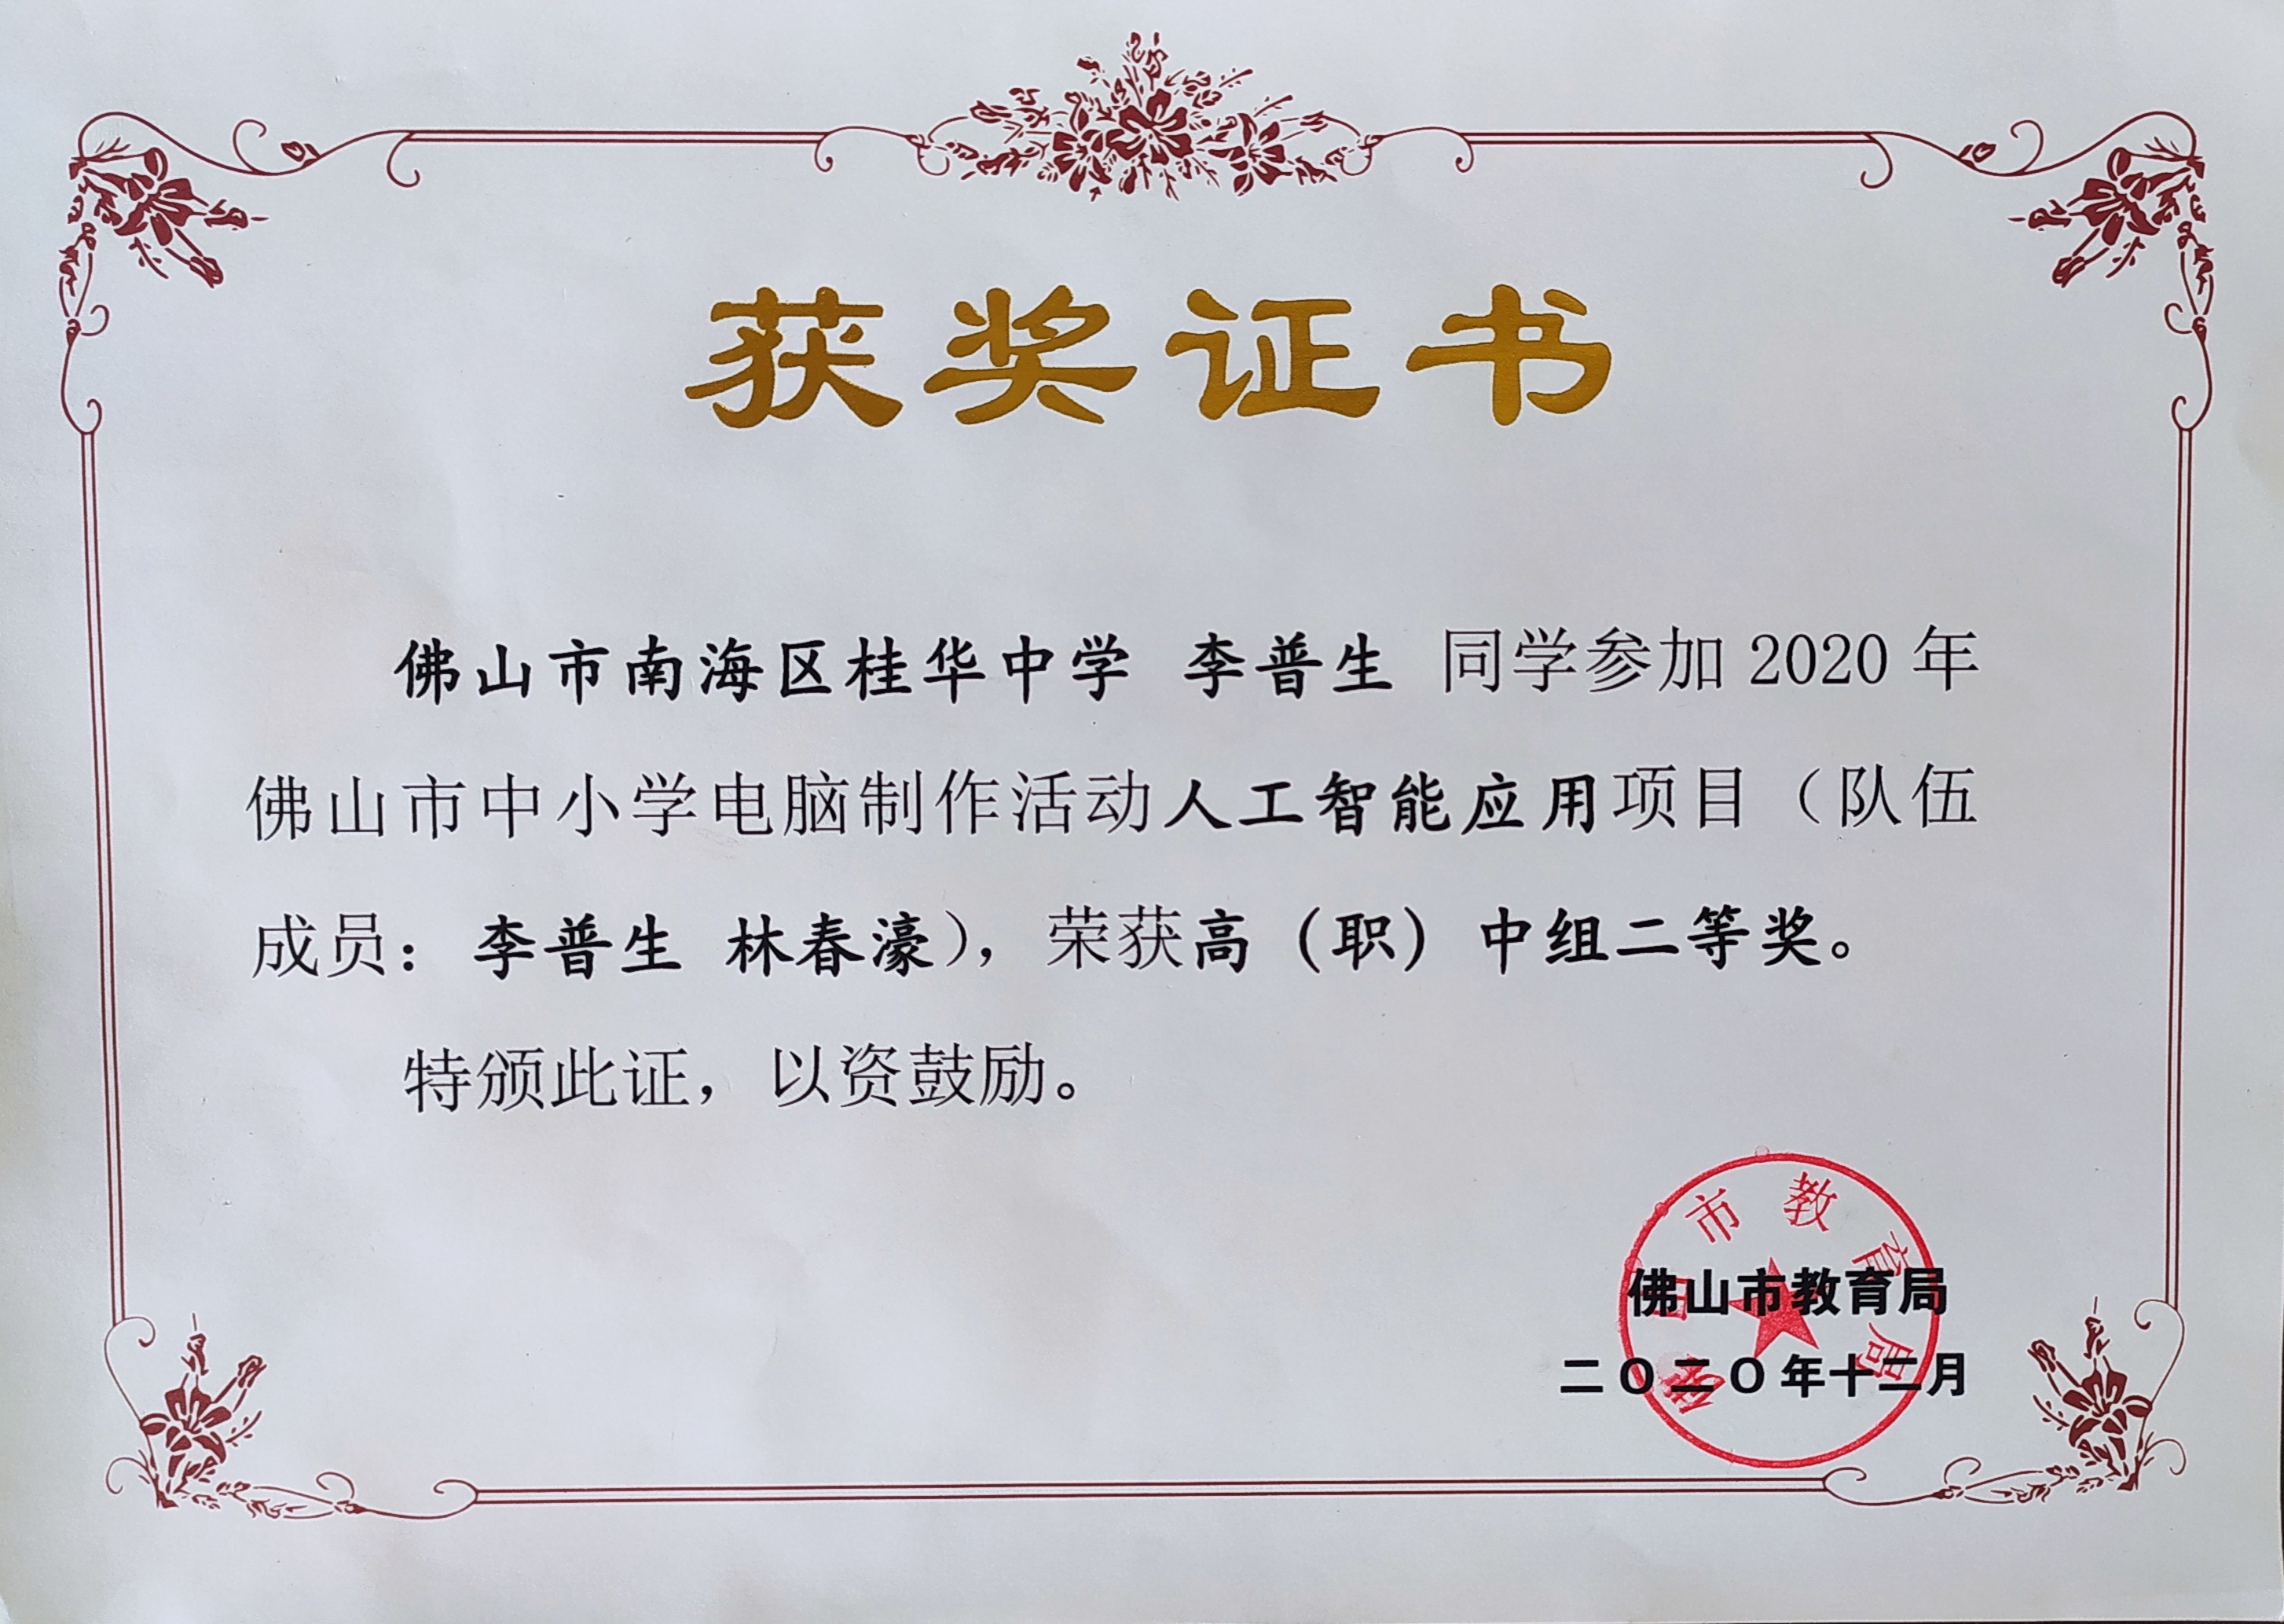 获奖证书
佛山市南海区桂华中学 李普生 同学参加 2020 年
佛山市中小学电脑制作活动人工智能应用项目（队伍
成员：李普生 林春濠），荣获高（职）中组二等奖。
特颁此证，以资鼓励。
佛山市教育局
二〇二〇年十二月
佛山市教育局